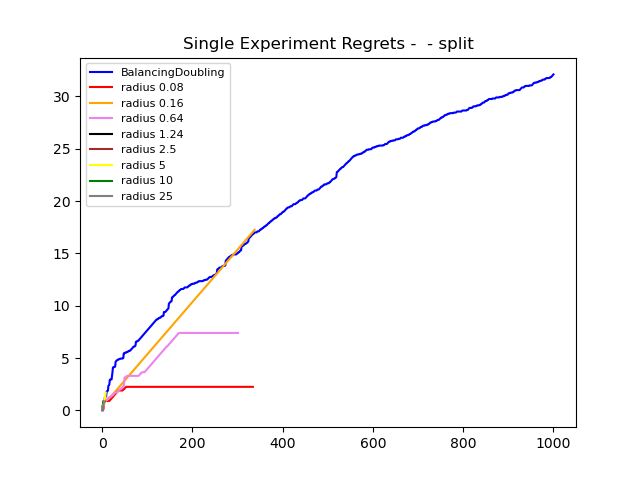 Single Experiment Regrets -  - split
BalancingDoubling
radius 0.08
radius 0.16
radius 0.64
radius 1.24
radius 2.5
radius 5
radius 10
radius 25
30
25
20
15
10
5
0
0 200 400 600 800 1000